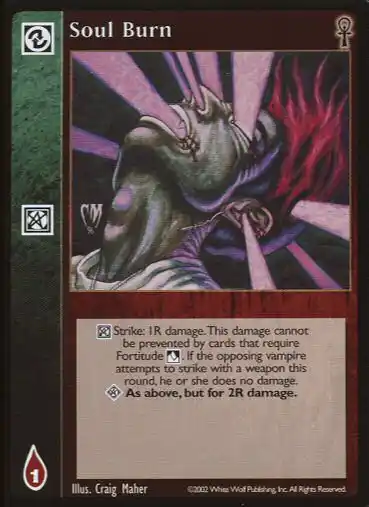 Soul Burn
CM
Strike: 1R damage. This damage cannot
be prevented by cards that require
Fortitude . If the opposing vampire
attempts to strike with a weapon this
round, he or she does no damage.
As above, but for 2R damage.
1
Illus. Craig Maher
©2002 White Wolf Publishing, Inc. All Rights Reserved.